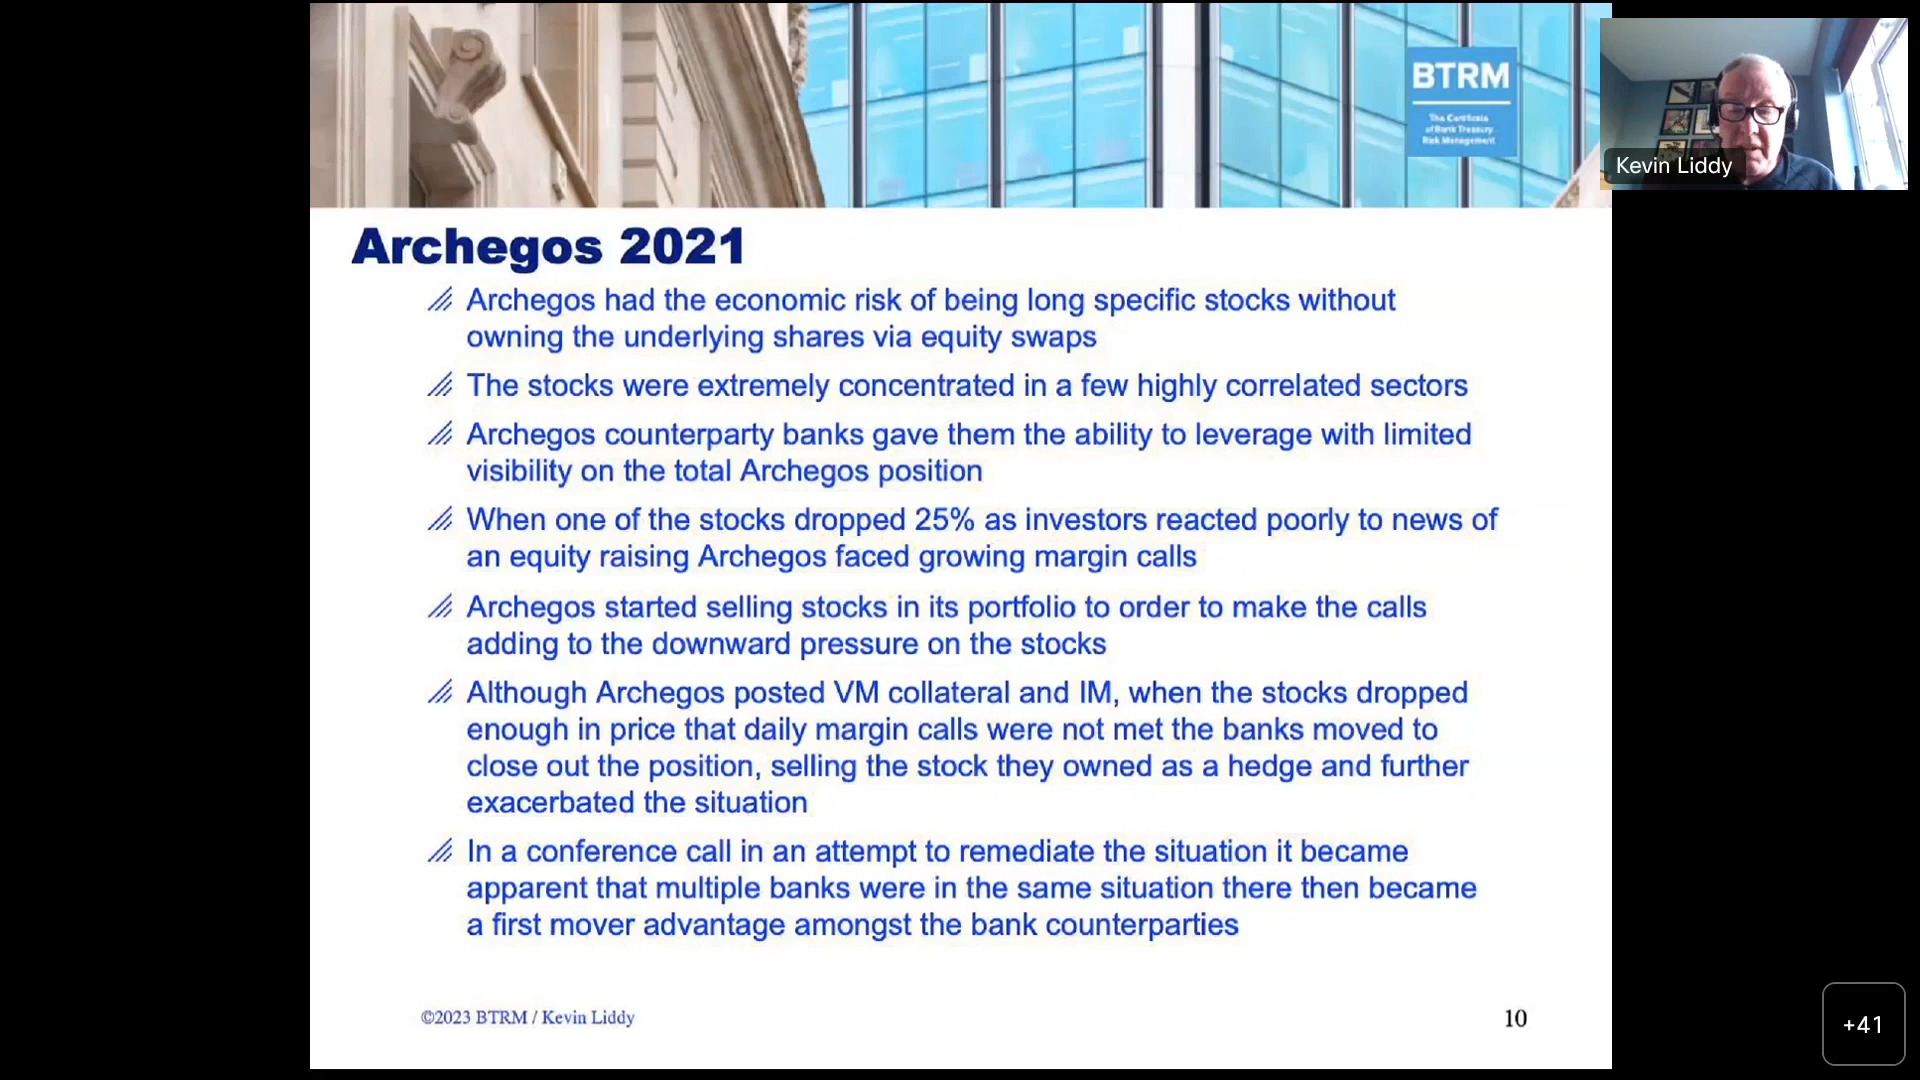 BTRM
The Certificate
of Bank Treasury
Risk Management
Kevin Liddy
Archegos 2021
Archegos had the economic risk of being long specific stocks without
owning the underlying shares via equity swaps
The stocks were extremely concentrated in a few highly correlated sectors
Archegos counterparty banks gave them the ability to leverage with limited
visibility on the total Archegos position
When one of the stocks dropped 25% as investors reacted poorly to news of
an equity raising Archegos faced growing margin calls
Archegos started selling stocks in its portfolio to order to make the calls
adding to the downward pressure on the stocks
Although Archegos posted VM collateral and IM, when the stocks dropped
enough in price that daily margin calls were not met the banks moved to
close out the position, selling the stock they owned as a hedge and further
exacerbated the situation
In a conference call in an attempt to remediate the situation it became
apparent that multiple banks were in the same situation there then became
a first mover advantage amongst the bank counterparties
©2023 BTRM / Kevin Liddy
10
+41